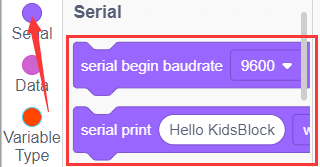 Serial
Serial
serial begin baudrate 9600
Data
serial print Hello KidsBlock
Variable
Type